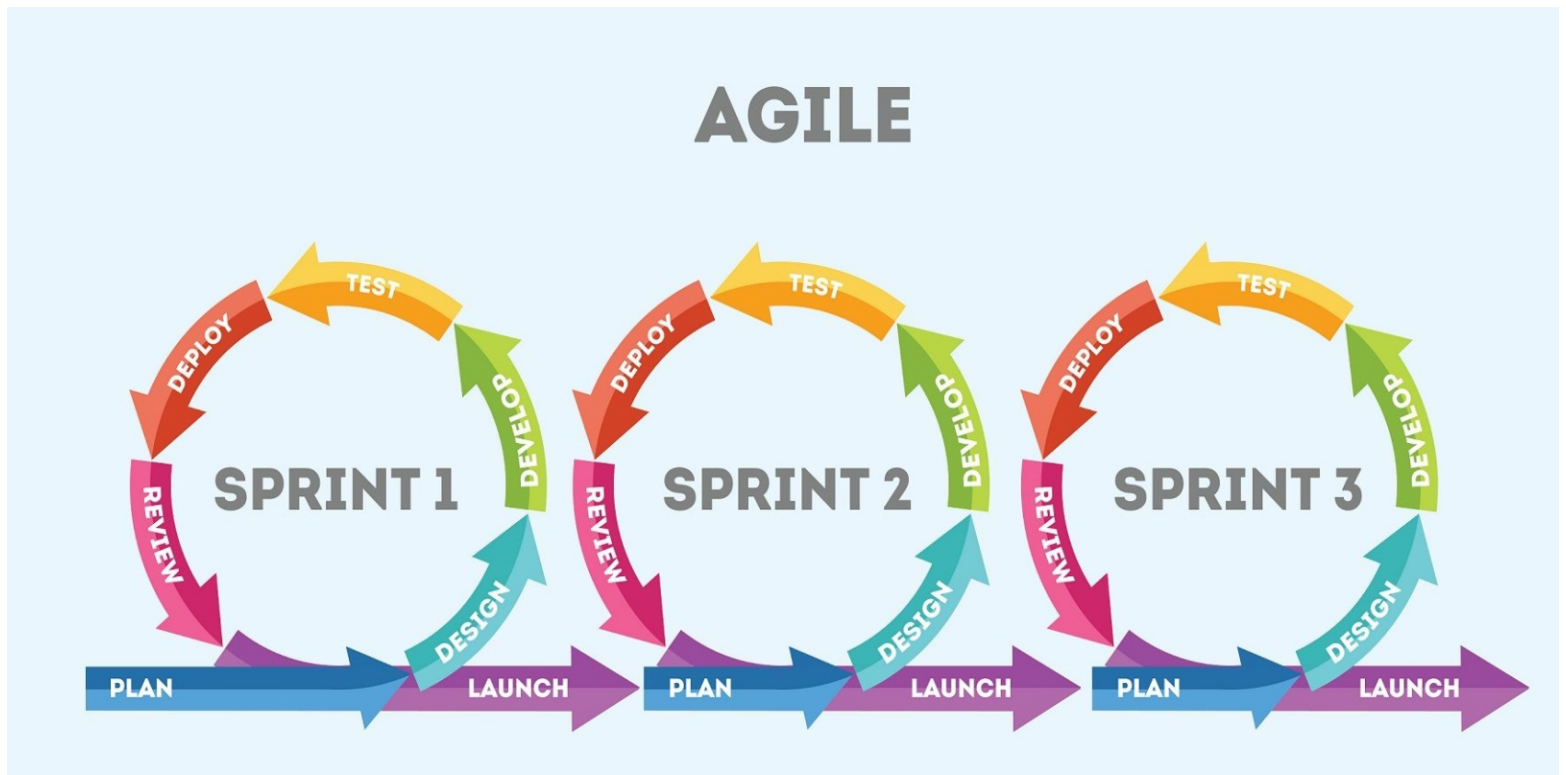 AGILE
SPRINT 1
PLAN
DESIGN
DEVELOP
TEST
DEPLOY
REVIEW
LAUNCH
SPRINT 2
PLAN
DESIGN
DEVELOP
TEST
DEPLOY
REVIEW
LAUNCH
SPRINT 3
PLAN
DESIGN
DEVELOP
TEST
DEPLOY
REVIEW
LAUNCH